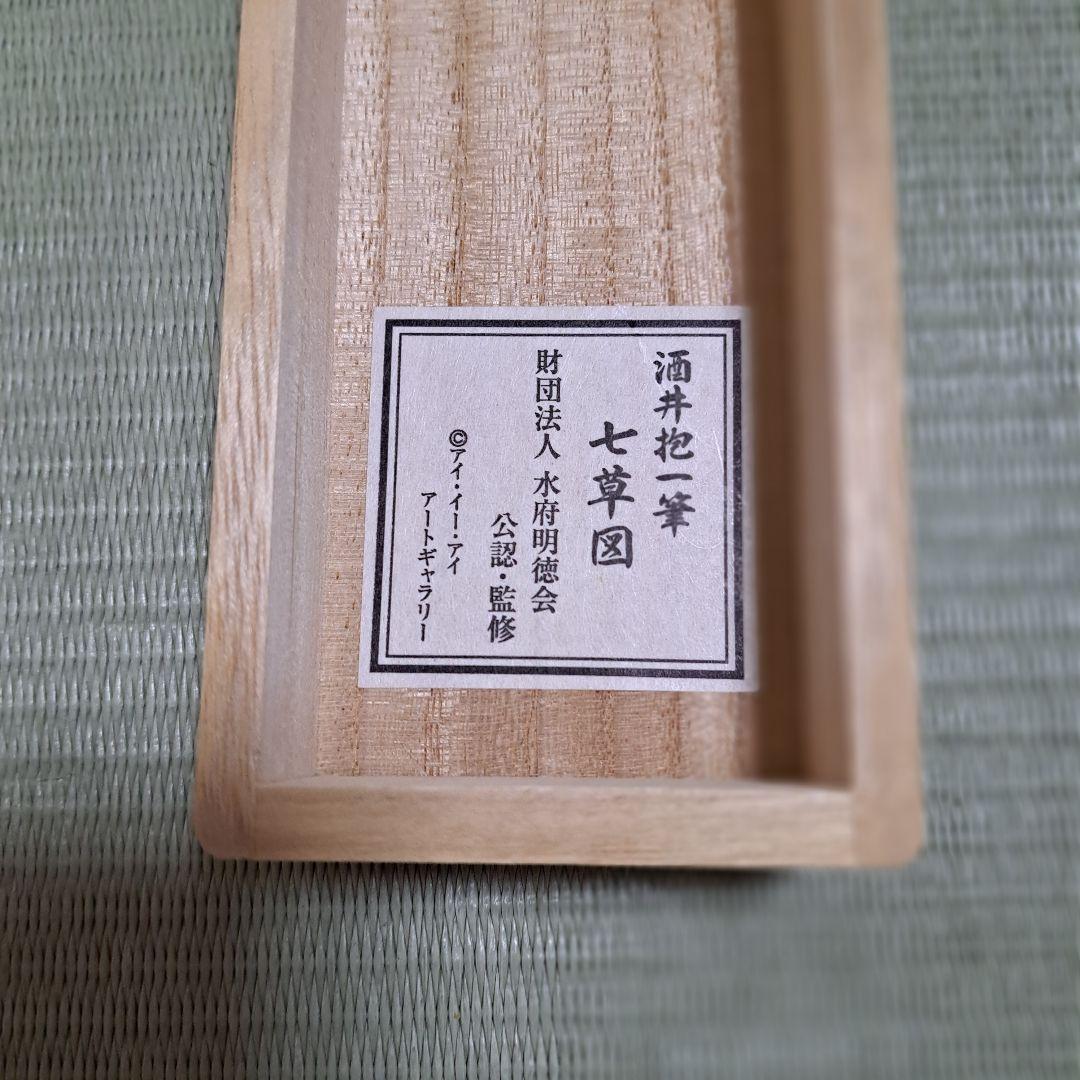 酒井抱一筆
七草図
財団法人 水府明徳会
公認・監修
©アイ・イー・アイ
アートギャラリー